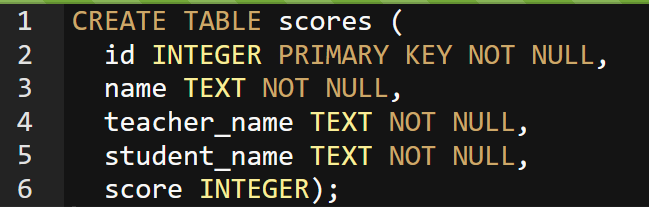 1 CREATE TABLE scores (
2 id INTEGER PRIMARY KEY NOT NULL,
3 name TEXT NOT NULL,
4 teacher_name TEXT NOT NULL,
5 student_name TEXT NOT NULL,
6 score INTEGER);